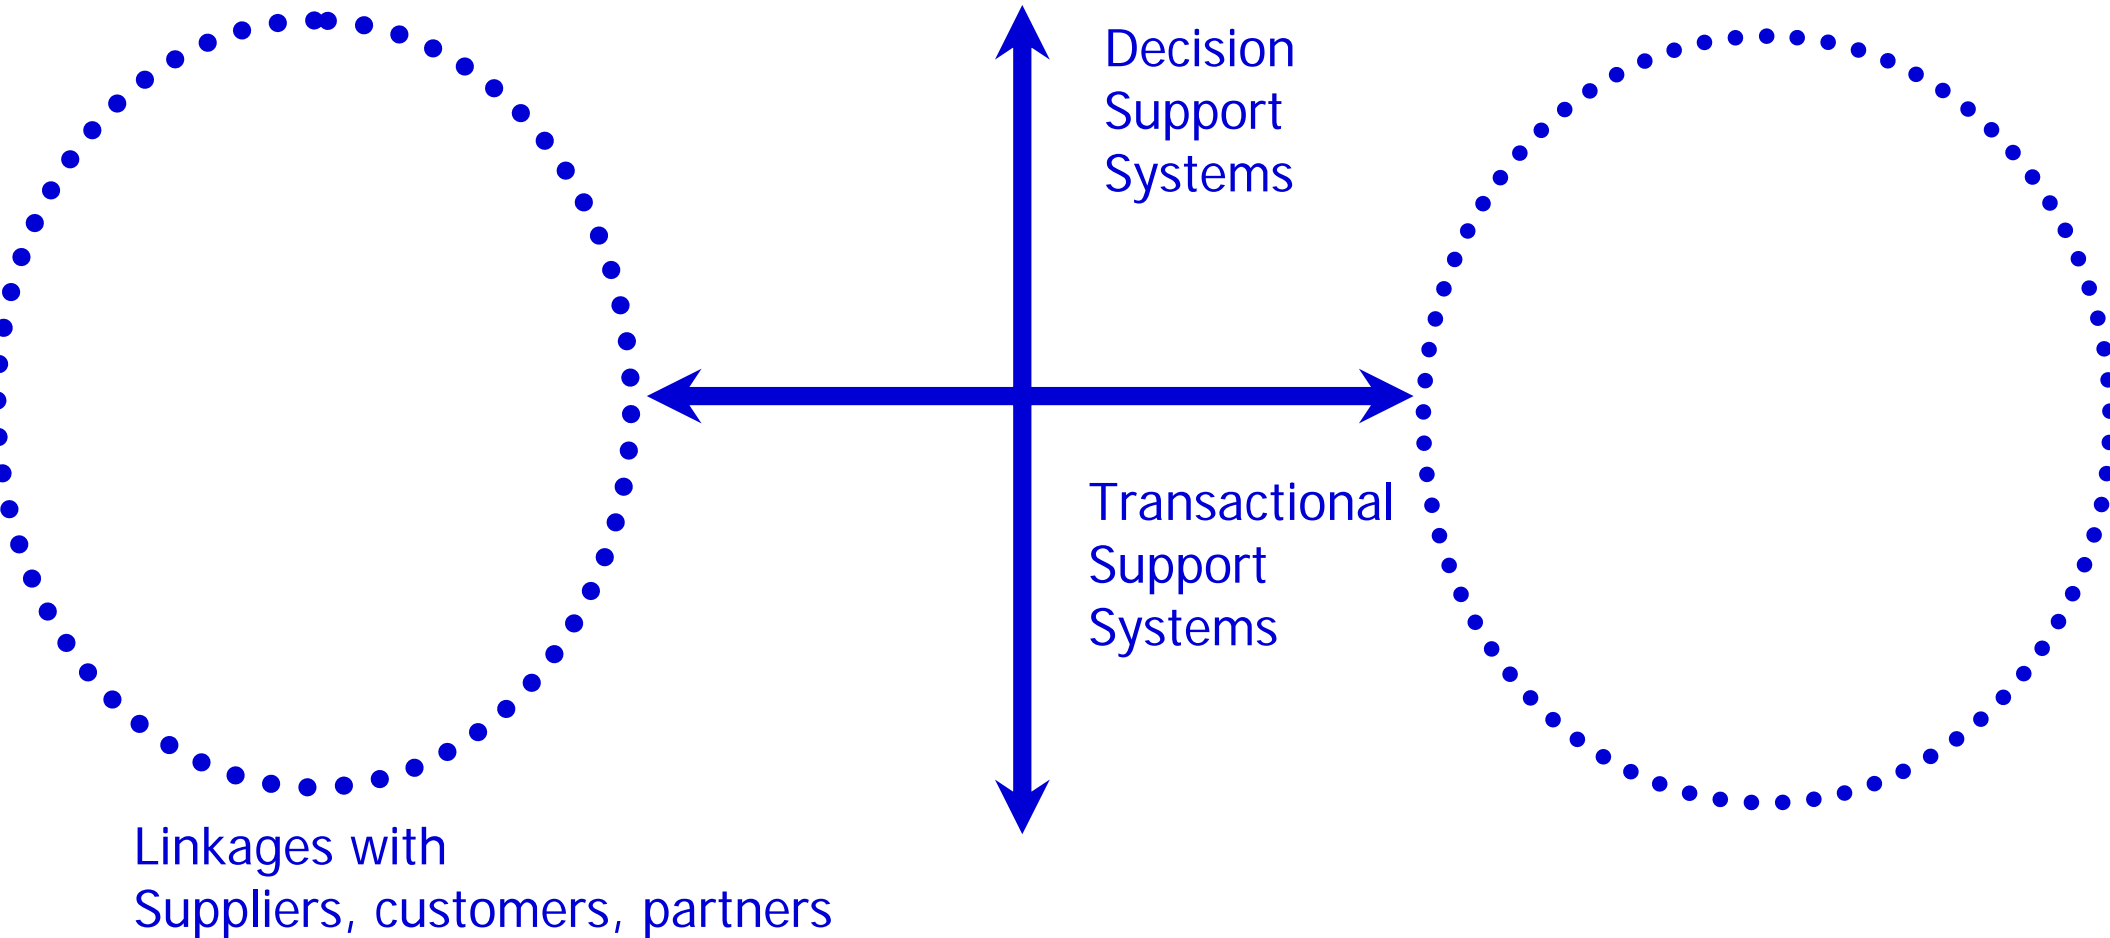 Decision
Support
Systems
Transactional
Support
Systems
Linkages with
Suppliers, customers, partners